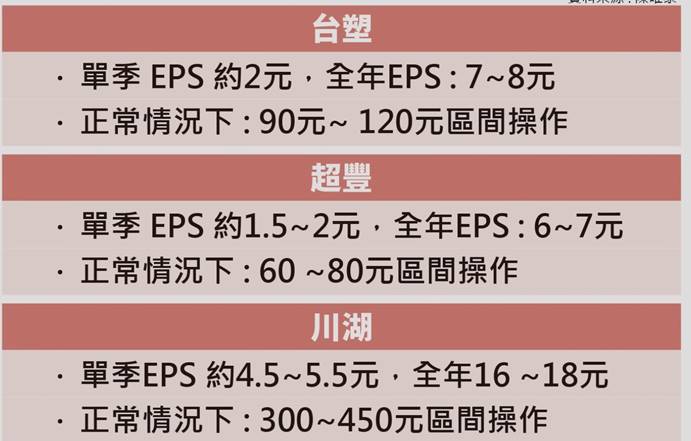 台塑
· 單季 EPS 約2元，全年EPS : 7~8元
· 正常情況下 : 90元~ 120元區間操作
超豐
· 單季 EPS 約1.5~2元，全年EPS : 6~7元
· 正常情況下 : 60 ~80元區間操作
川湖
· 單季EPS 約4.5~5.5元，全年16 ~18元
· 正常情況下 : 300~450元區間操作